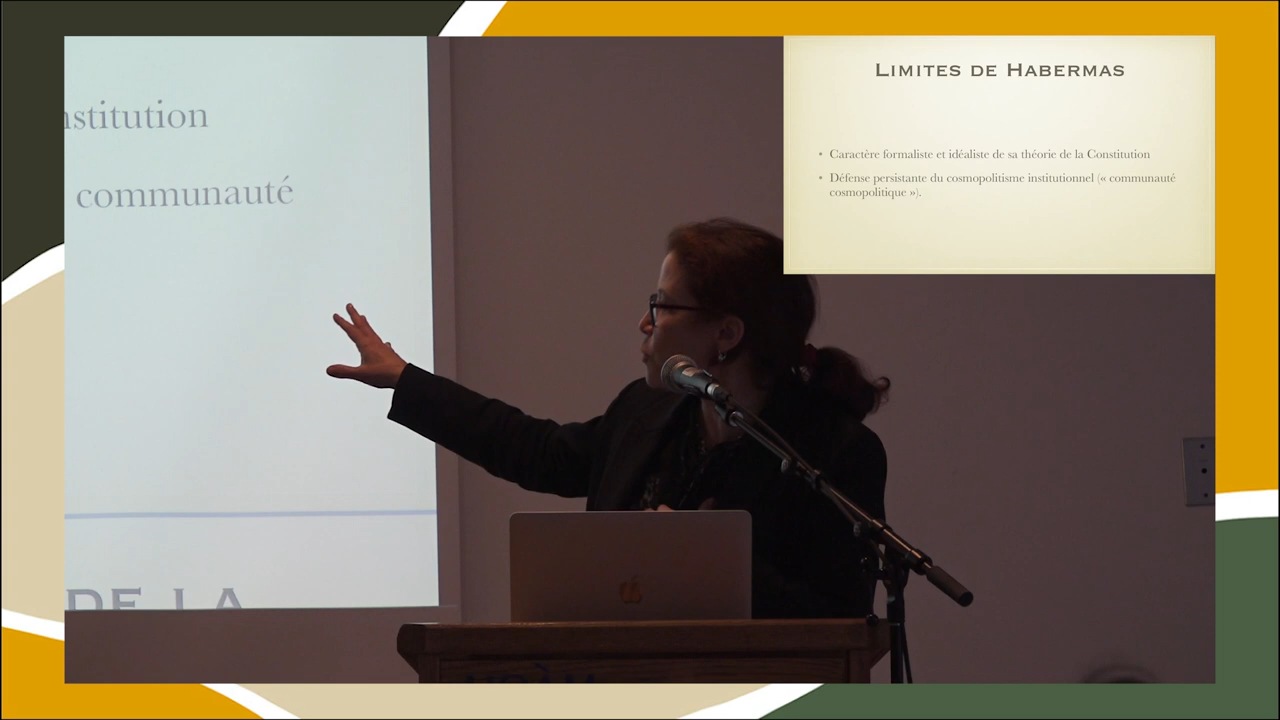 nstitution
communauté
DE LA
LIMITES DE HABERMAS
• Caractère formaliste et idéaliste de sa théorie de la Constitution
• Défense persistante du cosmopolitisme institutionnel (« communauté
cosmopolitique »).